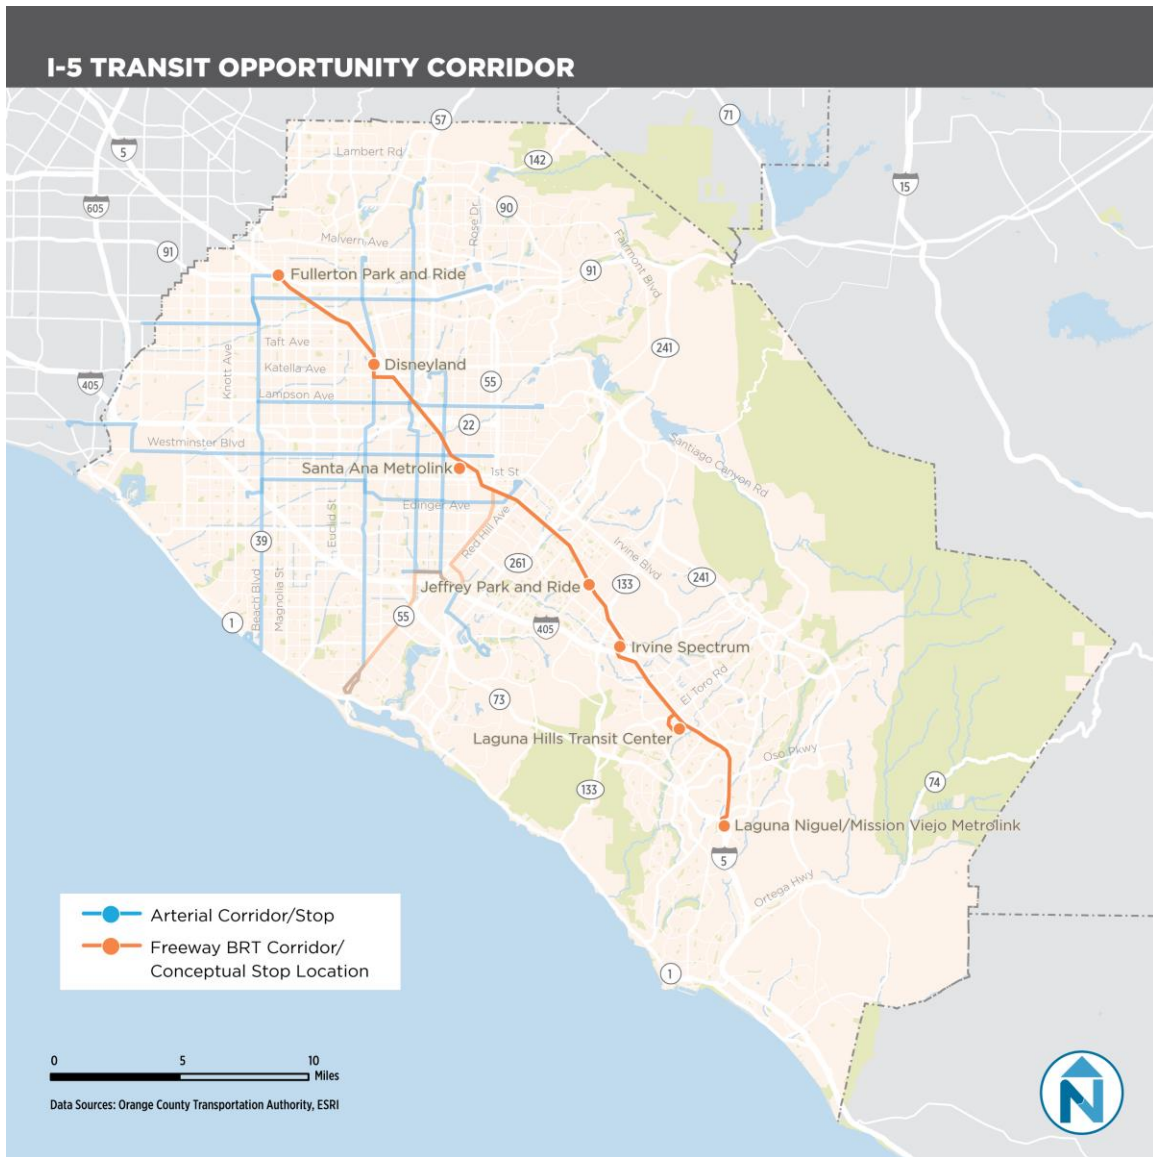 I-5 TRANSIT OPPORTUNITY CORRIDOR
57
71
5
Lambert Rd
142
15
605
90
Rose Dr
Malvern Ave
91
Fairmont Blvd
91
Fullerton Park and Ride
Taft Ave
241
Knott Ave
Katella Ave
Disneyland
405
55
Lampson Ave
22
Westminster Blvd
Santa Ana Metrolink
1st St
Santiago Canyon Rd
Edinger Ave
Euclid St
Red Hill Ave
39
Irvine Blvd
261
Jeffrey Park and Ride
133
241
Beach Blvd
Magnolia St
1
55
405
Irvine Spectrum
El Toro Rd
73
Laguna Hills Transit Center
Oso Pkwy
133
74
Laguna Niguel/Mission Viejo Metrolink
5
Ortega Hwy
1
Arterial Corridor/Stop
Freeway BRT Corridor/
Conceptual Stop Location
0 5 10
Miles
Data Sources: Orange County Transportation Authority, ESRI
N